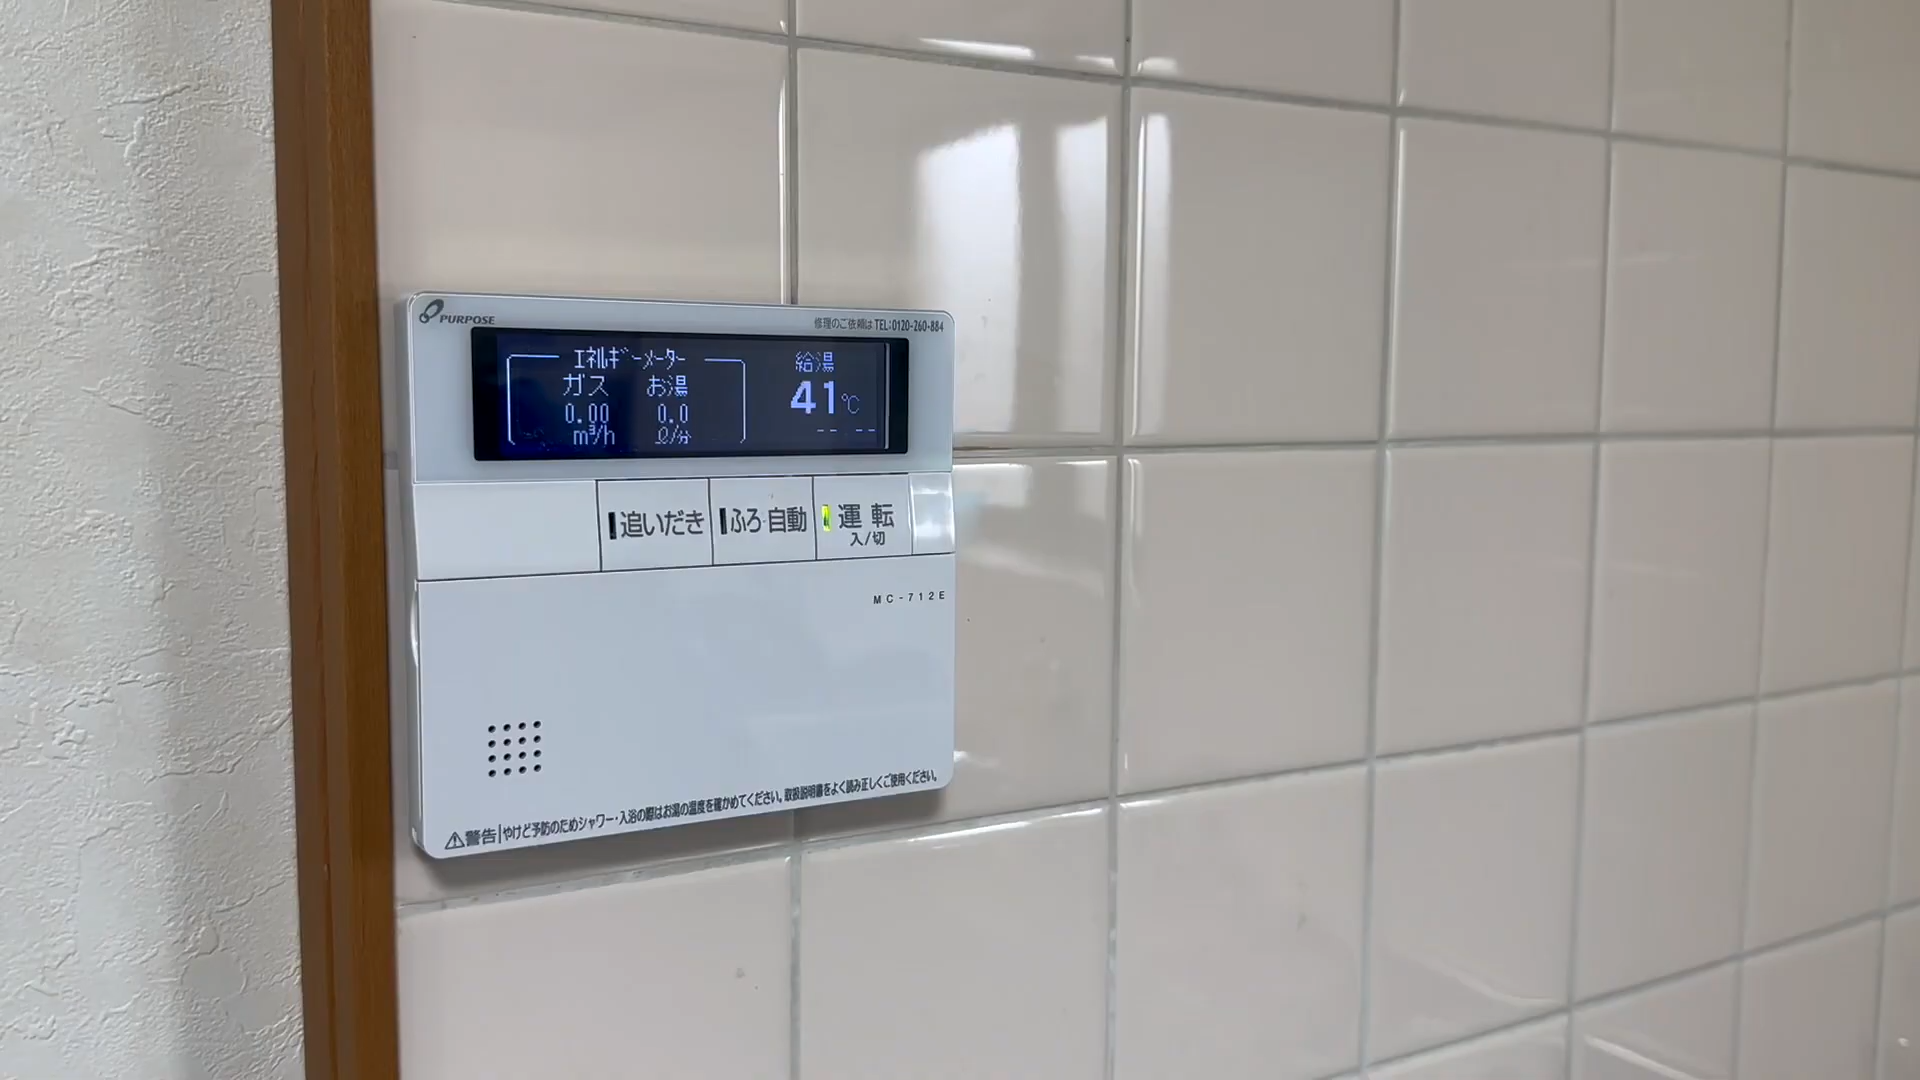 PURPOSE
修理のご依頼は TEL:0120-260-884
エネルギーメーター
ガス お湯
0.00 0.0
m³/h ℓ/分
給湯
41℃
-- --
追いだき
ふろ自動
運転
入/切
MC-712E
⚠警告 やけど予防のためシャワー・入浴の際はお湯の温度を確かめてください。取扱説明書をよく読み正しくご使用ください。